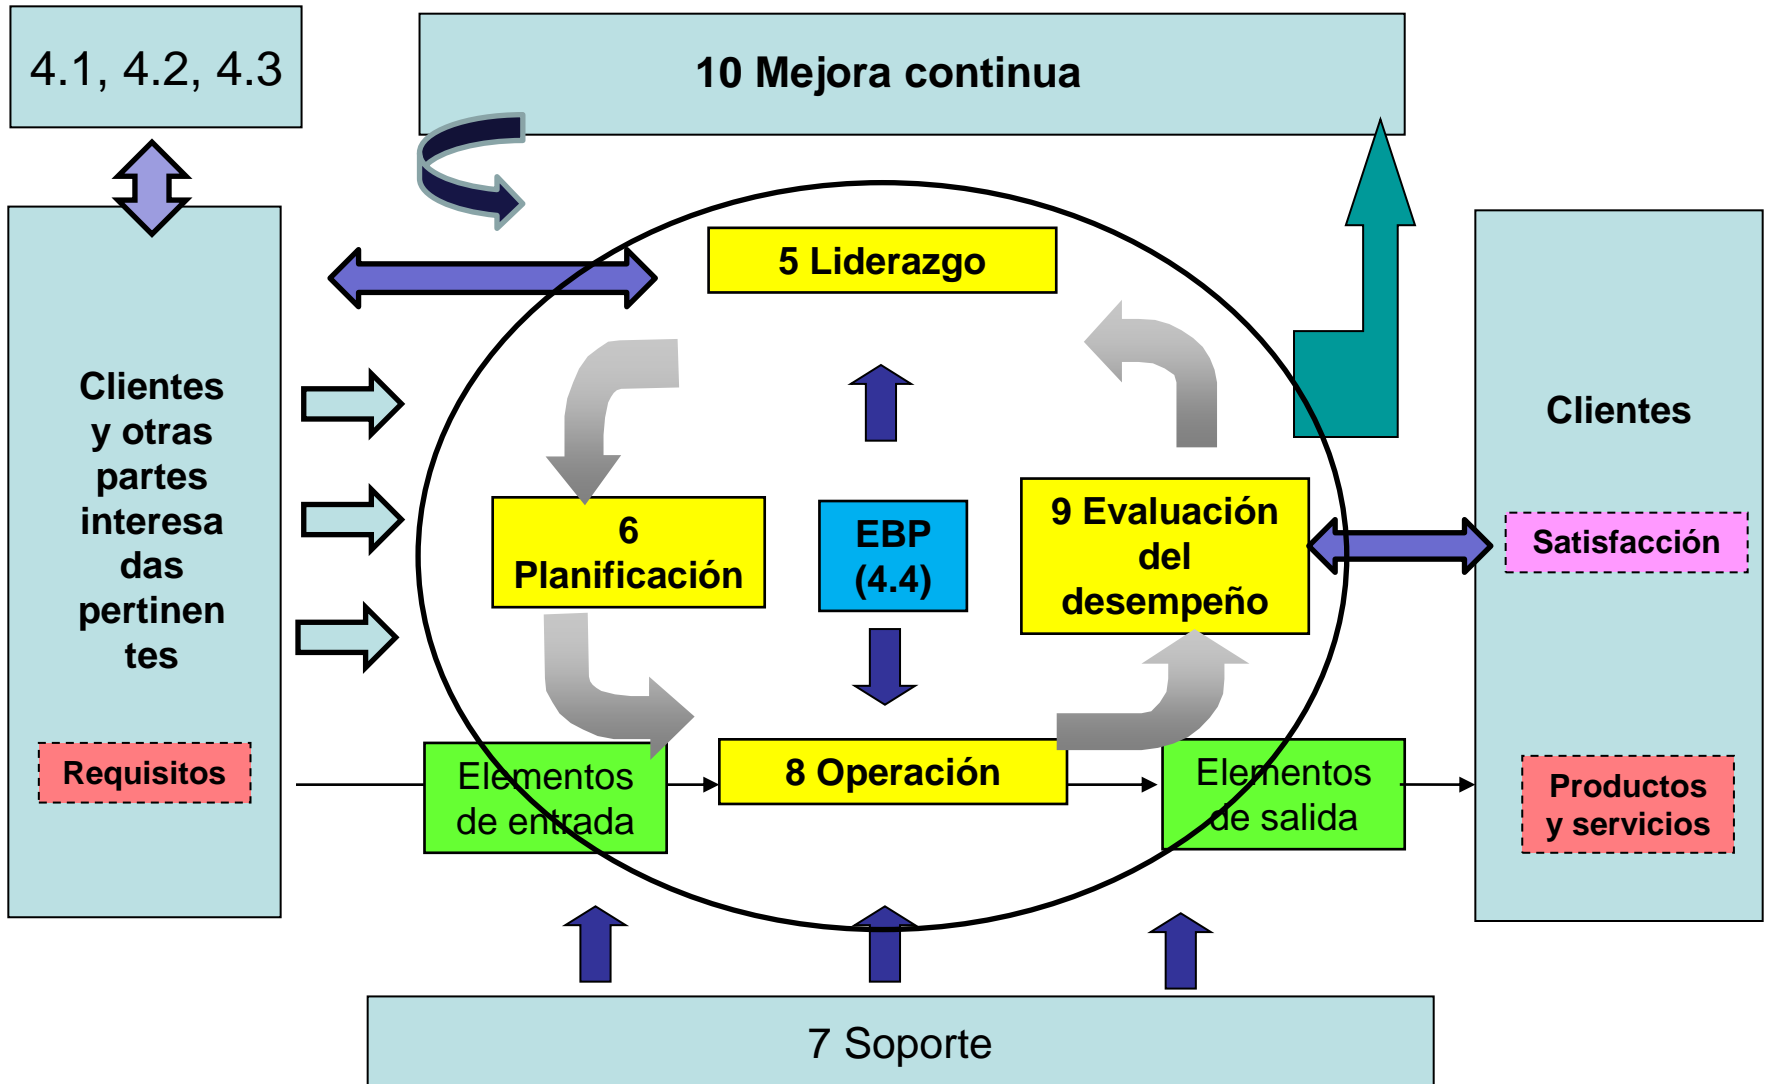 4.1, 4.2, 4.3
10 Mejora continua
5 Liderazgo
Clientes
y otras
partes
interesa
das
pertinen
tes
Requisitos
6
Planificación
EBP
(4.4)
9 Evaluación
del
desempeño
Clientes
Satisfacción
Elementos
de entrada
8 Operación
Elementos
de salida
Productos
y servicios
7 Soporte